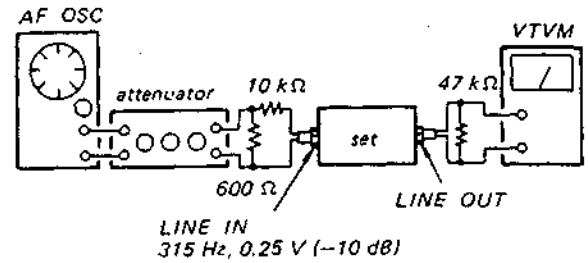 AF OSC
VTVM
attenuator
10 kΩ
47 kΩ
set
600 Ω
LINE OUT
LINE IN
315 Hz, 0.25 V (−10 dB)